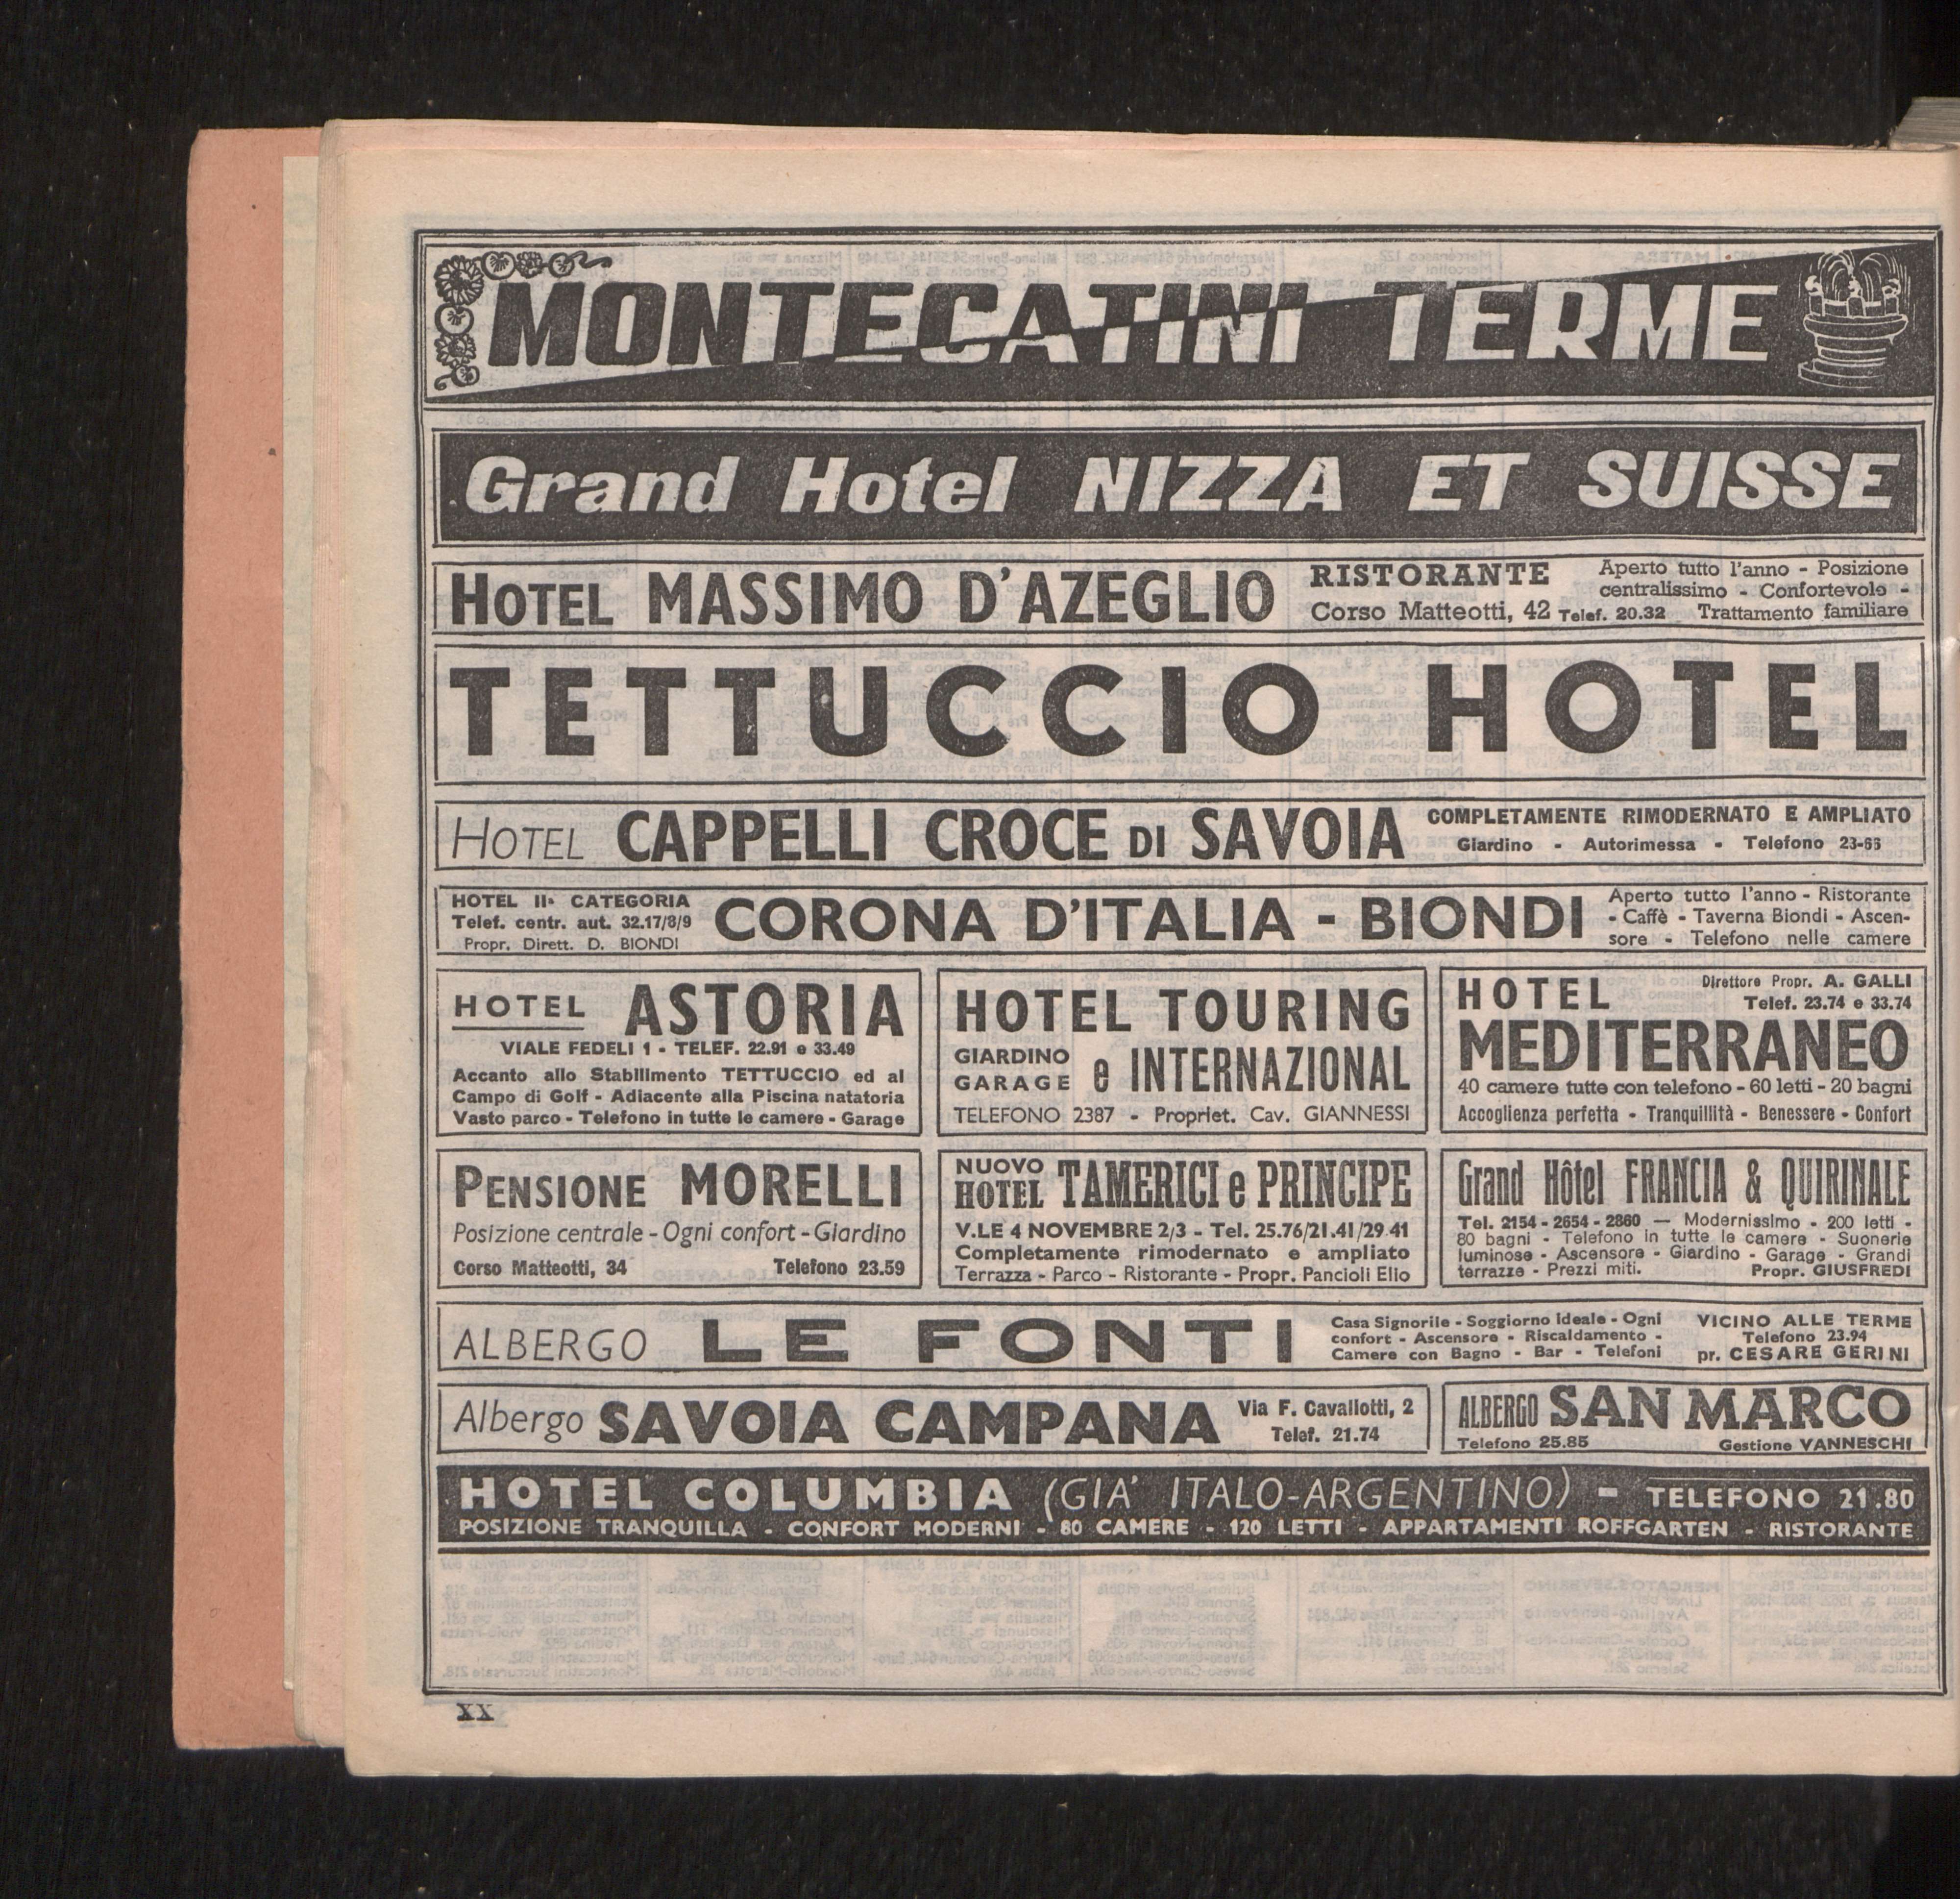 MONTECATINI TERME
Grand Hotel NIZZA ET SUISSE
HOTEL MASSIMO D'AZEGLIO
RISTORANTE
Corso Matteotti, 42 Telef. 20.32
Aperto tutto l'anno - Posizione
centralissimo - Confortevole -
Trattamento familiare
TETTUCCIO HOTEL
HOTEL CAPPELLI CROCE DI SAVOIA
COMPLETAMENTE RIMODERNATO E AMPLIATO
Giardino - Autorimessa - Telefono
HOTEL IIa CATEGORIA
Telef. centr. aut. 32.17/8/9
Propr. Dirett. D. BIONDI
CORONA D'ITALIA - BIONDI
Aperto tutto l'anno - Ristorante
- Caffè - Taverna Biondi - Ascen-
sore - Telefono nelle camere
HOTEL ASTORIA
VIALE FEDELI 1 - TELEF. 22.91 e 33.49
Accanto allo Stabilimento TETTUCCIO ed al
Campo di Golf - Adiacente alla Piscina natatoria
Vasto parco - Telefono in tutte le camere - Garage
HOTEL TOURING
GIARDINO
GARAGE
e INTERNAZIONAL
TELEFONO 2387 - Propriet. Cav. GIANNESSI
HOTEL
Direttore Propr. A. GALLI
Telef. 23.74 e 33.74
MEDITERRANEO
40 camere tutte con telefono - 60 letti - 20 bagni
Accoglienza perfetta - Tranquillità - Benessere - Confort
PENSIONE MORELLI
Posizione centrale - Ogni confort - Giardino
Corso Matteotti, 34 Telefono 23.59
NUOVO
HOTEL
TAMERICI e PRINCIPE
V.LE 4 NOVEMBRE 2/3 - Tel. 25.76/21.41/29.41
Completamente rimodernato e ampliato
Terrazza - Parco - Ristorante - Propr. Pancioli Elio
Grand Hôtel FRANCIA & QUIRINALE
Tel. 2154 - 2654 - 2860 — Modernissimo - 200 letti -
80 bagni - Telefono in tutte le camere - Suonerie
luminose - Ascensore - Giardino - Garage - Grandi
terrazze - Prezzi miti. Propr. GIUSFREDI
ALBERGO LE FONTI
Casa Signorile - Soggiorno Ideale - Ogni
confort - Ascensore - Riscaldamento -
Camere con Bagno - Bar - Telefoni
VICINO ALLE TERME
Telefono 23.94
pr. CESARE GERINI
Albergo SAVOIA CAMPANA
Via F. Cavallotti, 2
Telef. 21.74
ALBERGO SAN MARCO
Telefono 25.85 Gestione VANNESCHI
HOTEL COLUMBIA (GIA' ITALO-ARGENTINO) - TELEFONO 21.80
POSIZIONE TRANQUILLA - CONFORT MODERNI - 80 CAMERE - 120 LETTI - APPARTAMENTI ROFFGARTEN - RISTORANTE
XX